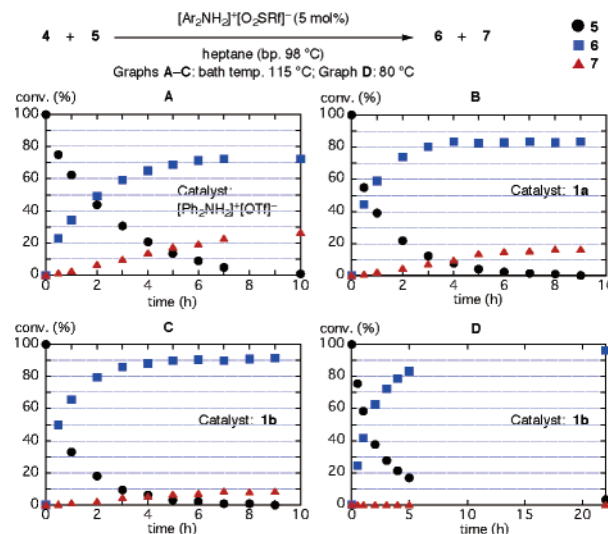 [Ar2NH2]+[O2SRf]− (5 mol%)
4 + 5 6 + 7
heptane (bp. 98 °C)
Graphs A–C: bath temp. 115 °C; Graph D: 80 °C
5
6
7
conv. (%) A
100
80
60
40
20
0
Catalyst:
[Ph2NH2]+[OTf]−
0 2 4 6 8 10
time (h)
conv. (%) B
100
80
60
40
20
0
Catalyst: 1a
0 2 4 6 8 10
time (h)
conv. (%) C
100
80
60
40
20
0
Catalyst: 1b
0 2 4 6 8 10
time (h)
conv. (%) D
100
80
60
40
20
0
Catalyst: 1b
0 5 10 15 20
time (h)